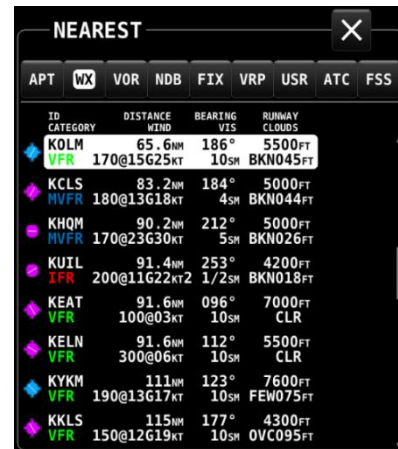 NEAREST
APT WX VOR NDB FIX VRP USR ATC FSS
ID DISTANCE BEARING RUNWAY
CATEGORY WIND VIS CLOUDS
KOLM 65.6NM 186° 5500FT
VFR 170@15G25KT 10SM BKN045FT
KCLS 83.2NM 184° 5000FT
MVFR 180@13G18KT 4SM BKN044FT
KHQM 90.2NM 212° 5000FT
MVFR 170@23G30KT 5SM BKN026FT
KUIL 91.4NM 253° 4200FT
IFR 200@11G22KT2 1/2SM BKN018FT
KEAT 91.6NM 096° 7000FT
VFR 100@03KT 10SM CLR
KELN 91.6NM 112° 5500FT
VFR 300@06KT 10SM CLR
KYKM 111NM 123° 7600FT
VFR 190@13G17KT 10SM FEW075FT
KKLS 115NM 177° 4300FT
VFR 150@12G19KT 10SM OVC095FT